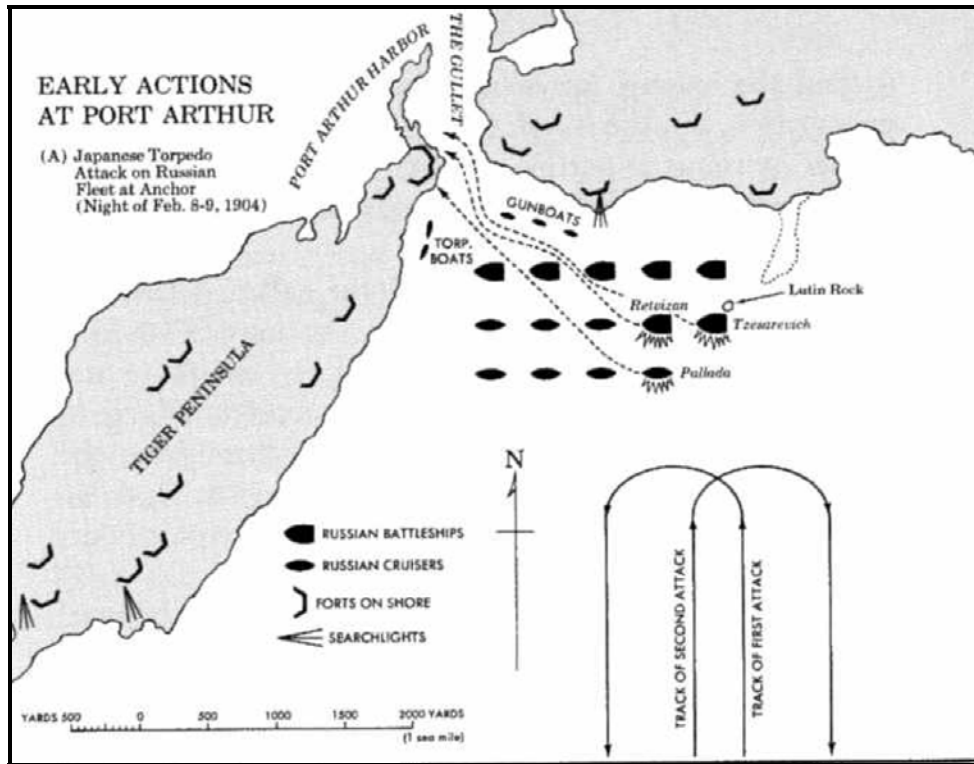 EARLY ACTIONS
AT PORT ARTHUR
(A) Japanese Torpedo
Attack on Russian
Fleet at Anchor
(Night of Feb. 8-9, 1904)
PORT ARTHUR HARBOR
THE GULLET
GUNBOATS
TORP.
BOATS
Lutin Rock
Retvizan
Tzesarevich
Pallada
TIGER PENINSULA
N
RUSSIAN BATTLESHIPS
RUSSIAN CRUISERS
FORTS ON SHORE
SEARCHLIGHTS
TRACK OF SECOND ATTACK
TRACK OF FIRST ATTACK
YARDS 500 0 500 1000 1500 2000 YARDS
(1 sea mile)